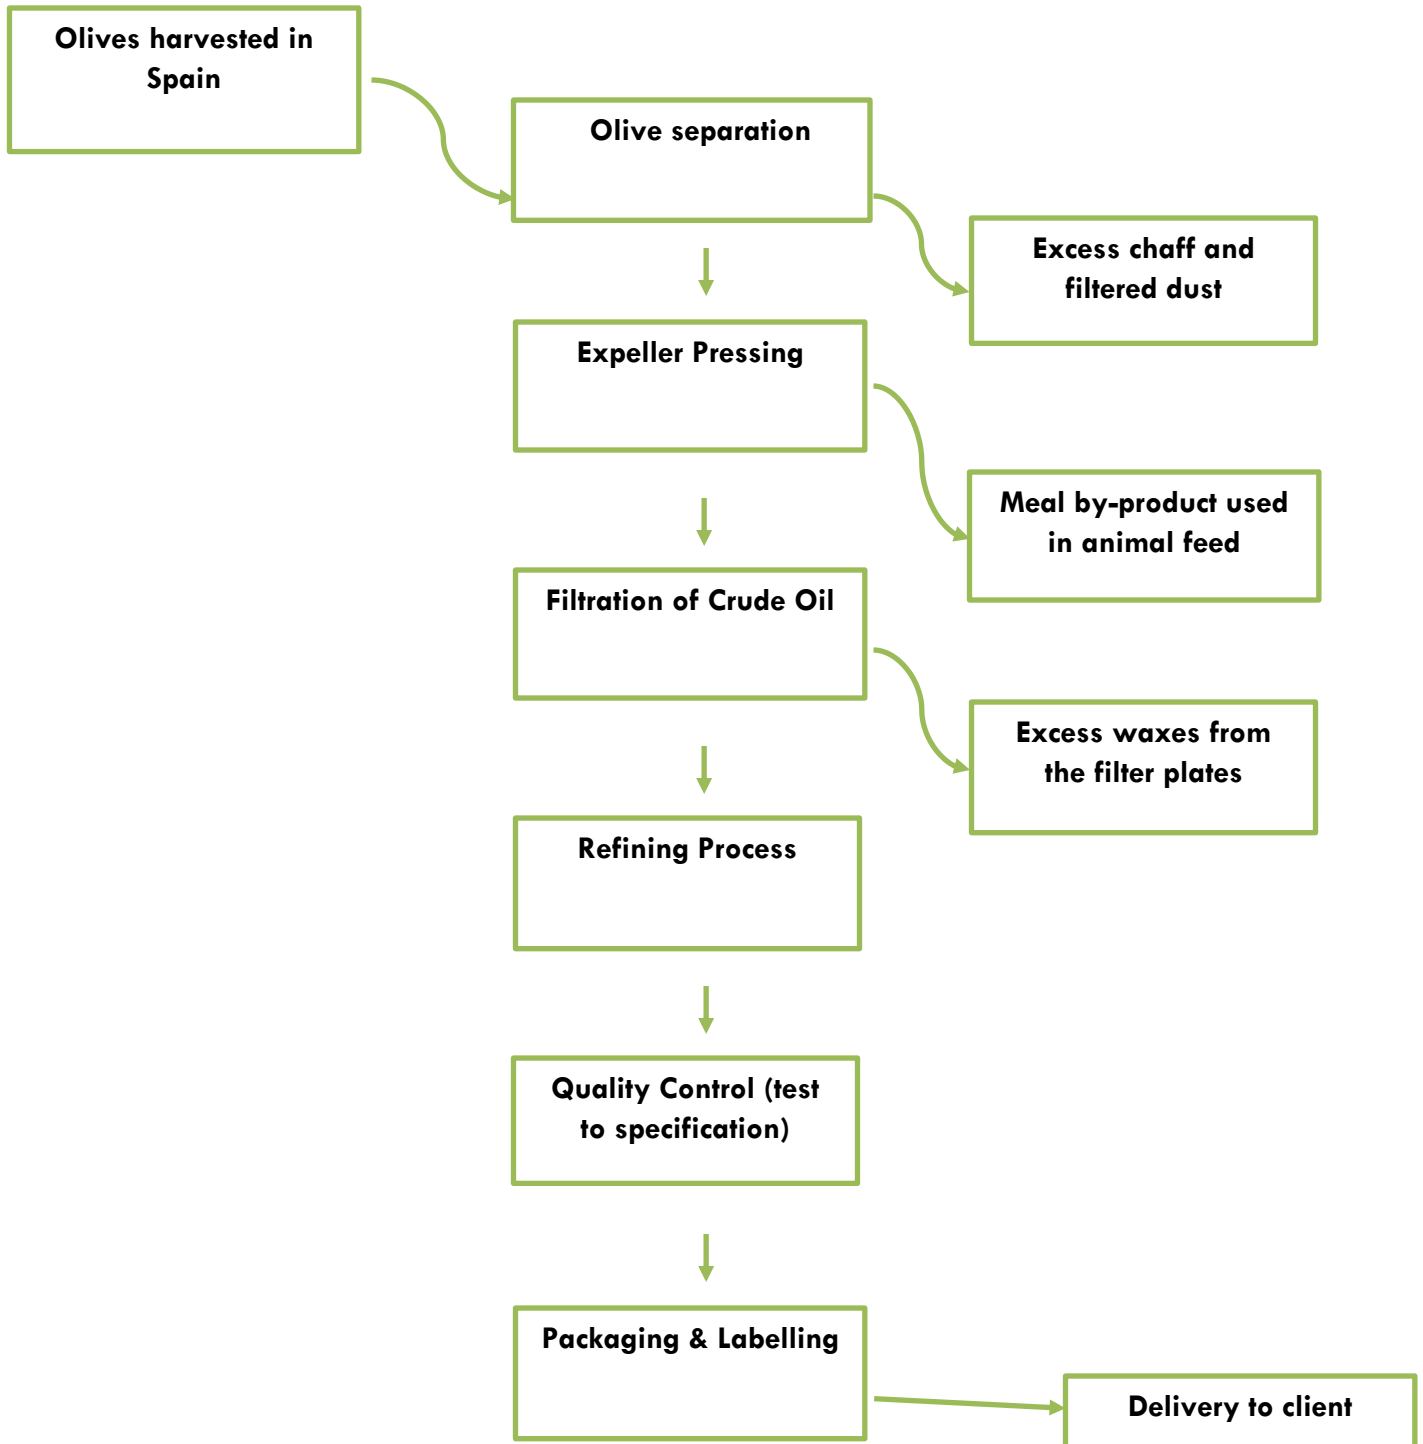 Olives harvested in
Spain
Olive separation
Excess chaff and
filtered dust
Expeller Pressing
Meal by-product used
in animal feed
Filtration of Crude Oil
Excess waxes from
the filter plates
Refining Process
Quality Control (test
to specification)
Packaging & Labelling
Delivery to client